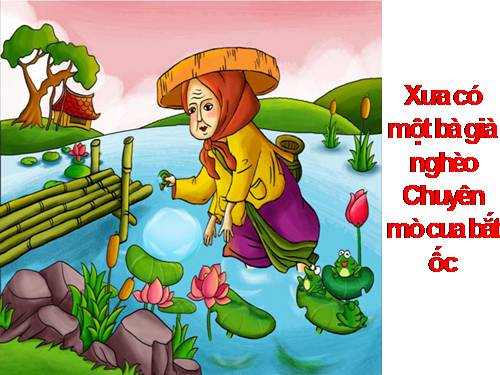 Xưa có
một bà già
nghèo
Chuyên
mò cua bắt
ốc